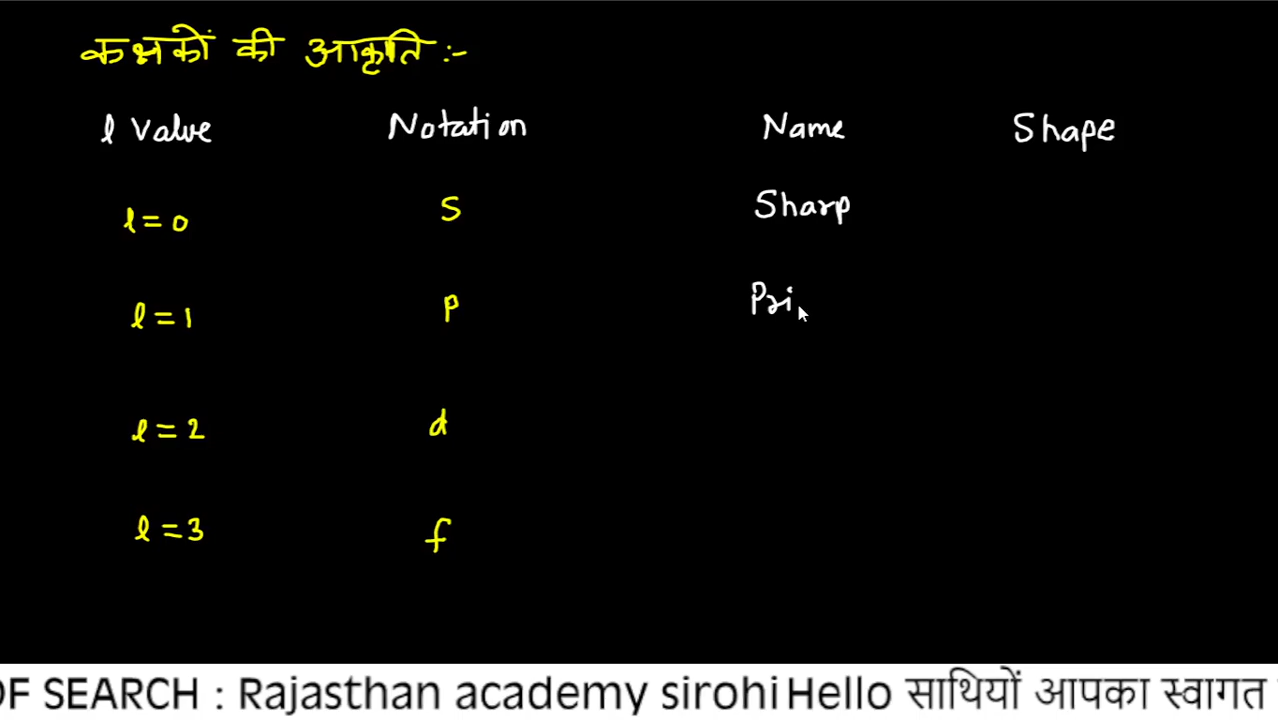 कक्षकों की आकृति :-
l Value Notation Name Shape
l = 0 S Sharp
l = 1 P Pri
l = 2 d
l = 3 f
OF SEARCH : Rajasthan academy sirohi Hello साथियों आपका स्वागत